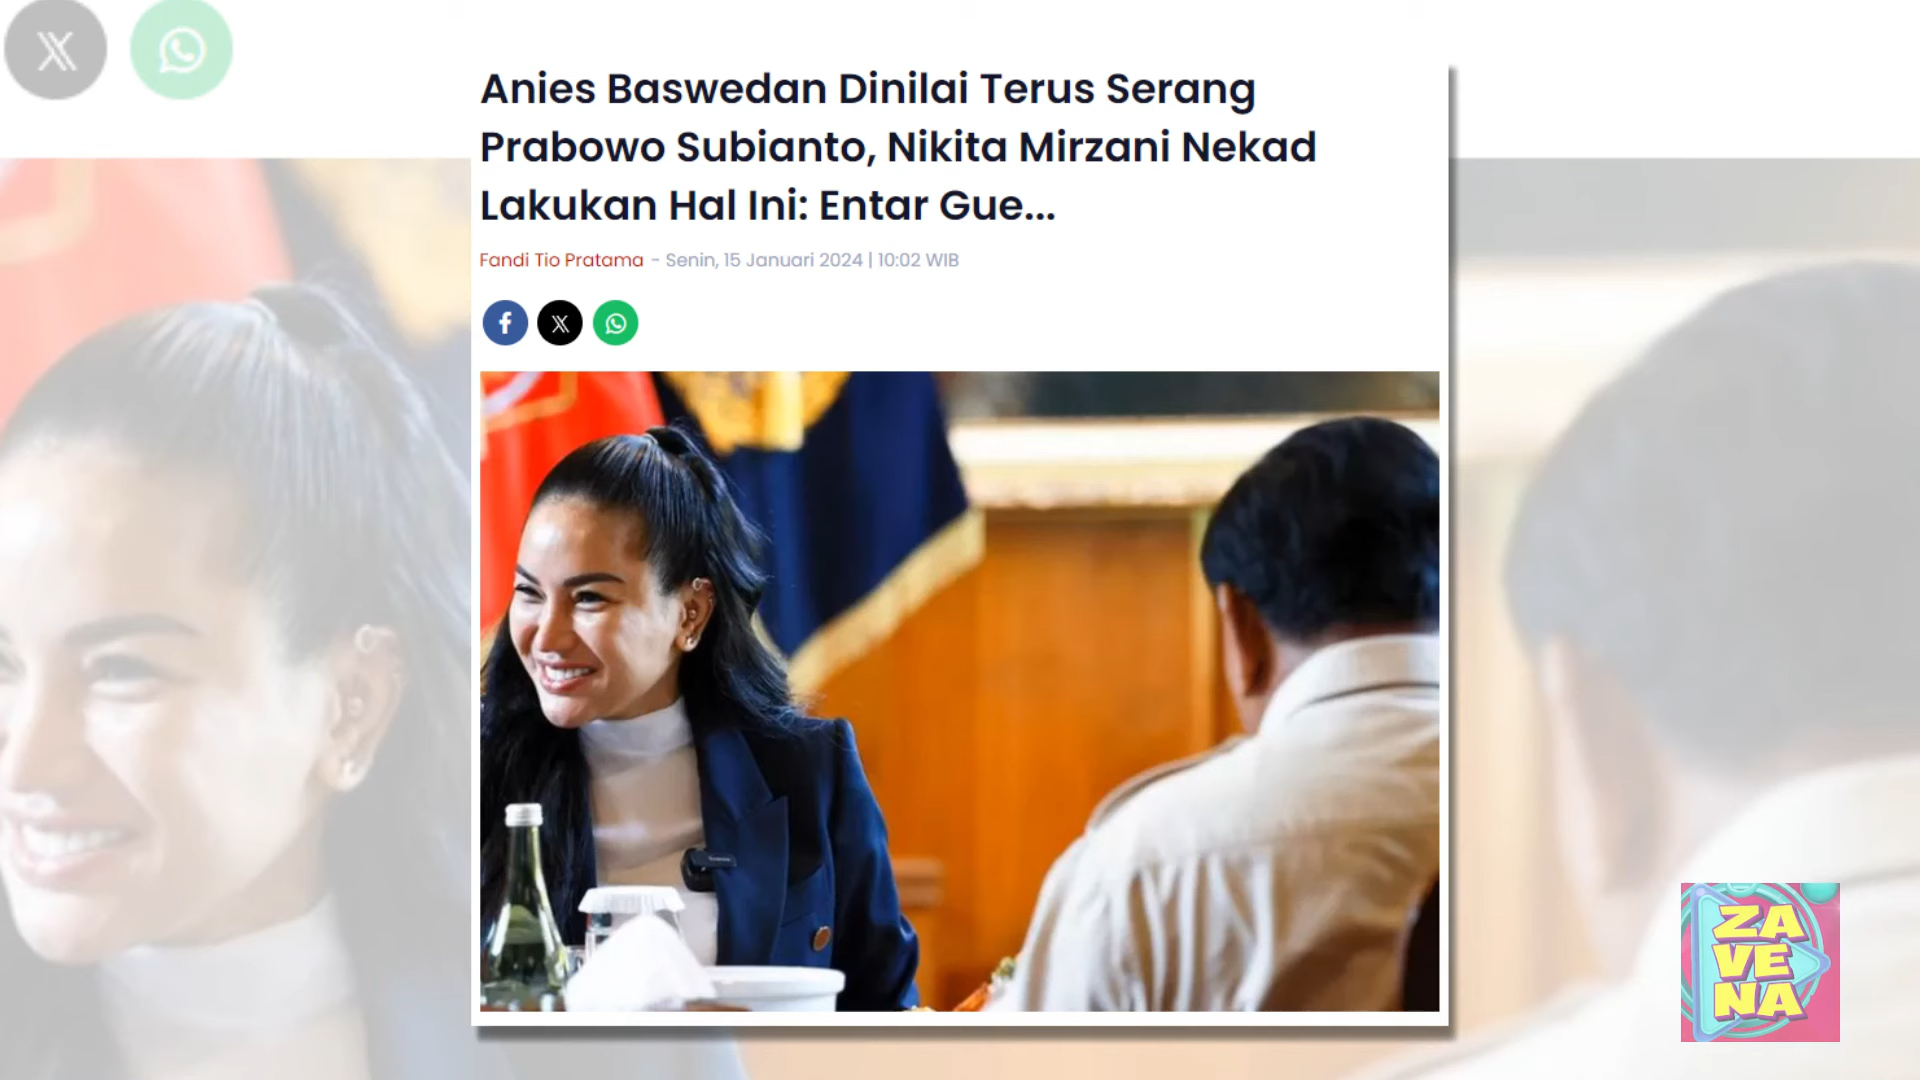 Anies Baswedan Dinilai Terus Serang
Prabowo Subianto, Nikita Mirzani Nekad
Lakukan Hal Ini: Entar Gue...
Fandi Tio Pratama - Senin, 15 Januari 2024 | 10:02 WIB
ZA
VE
NA